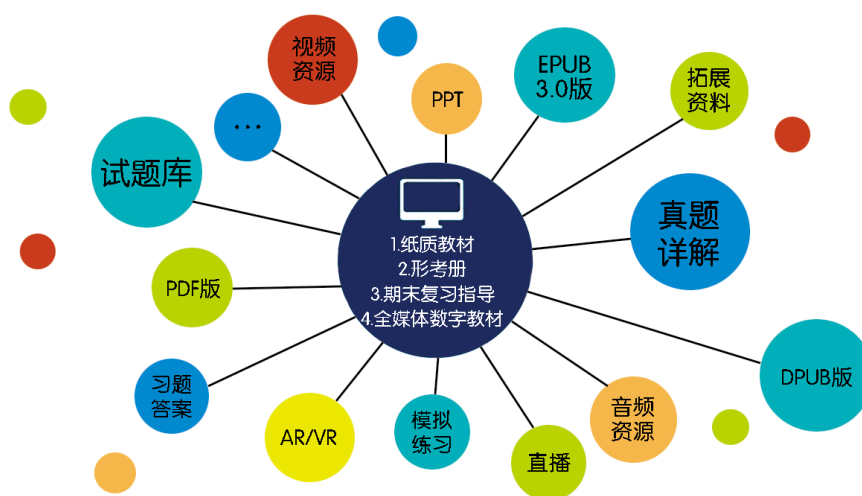 视频
资源
PPT
EPUB
3.0版
拓展
资料
…
试题库
真题
详解
1.纸质教材
2.形考册
3.期末复习指导
4.全媒体数字教材
PDF版
DPUB版
习题
答案
AR/VR
模拟
练习
直播
音频
资源